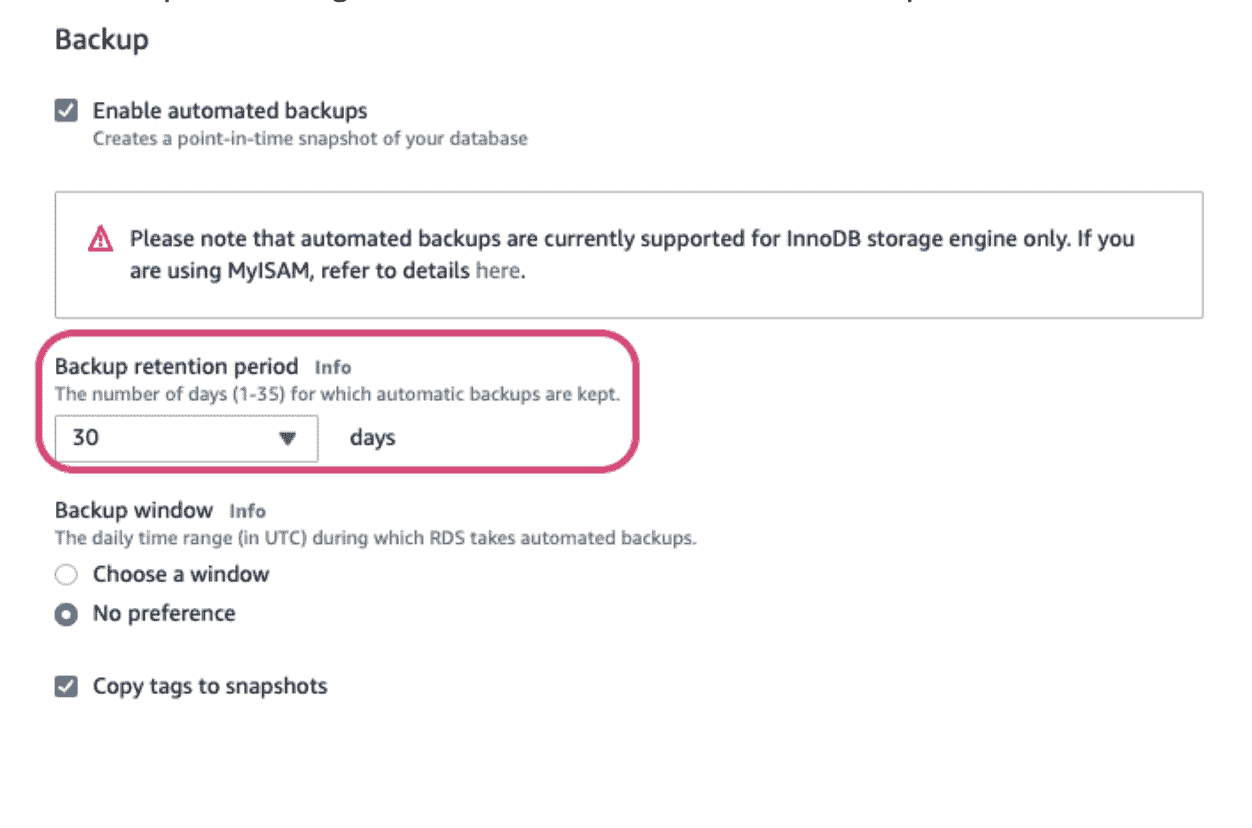 Backup
Enable automated backups
Creates a point-in-time snapshot of your database
Please note that automated backups are currently supported for InnoDB storage engine only. If you
are using MyISAM, refer to details here.
Backup retention period Info
The number of days (1-35) for which automatic backups are kept.
30 days
Backup window Info
The daily time range (in UTC) during which RDS takes automated backups.
Choose a window
No preference
Copy tags to snapshots